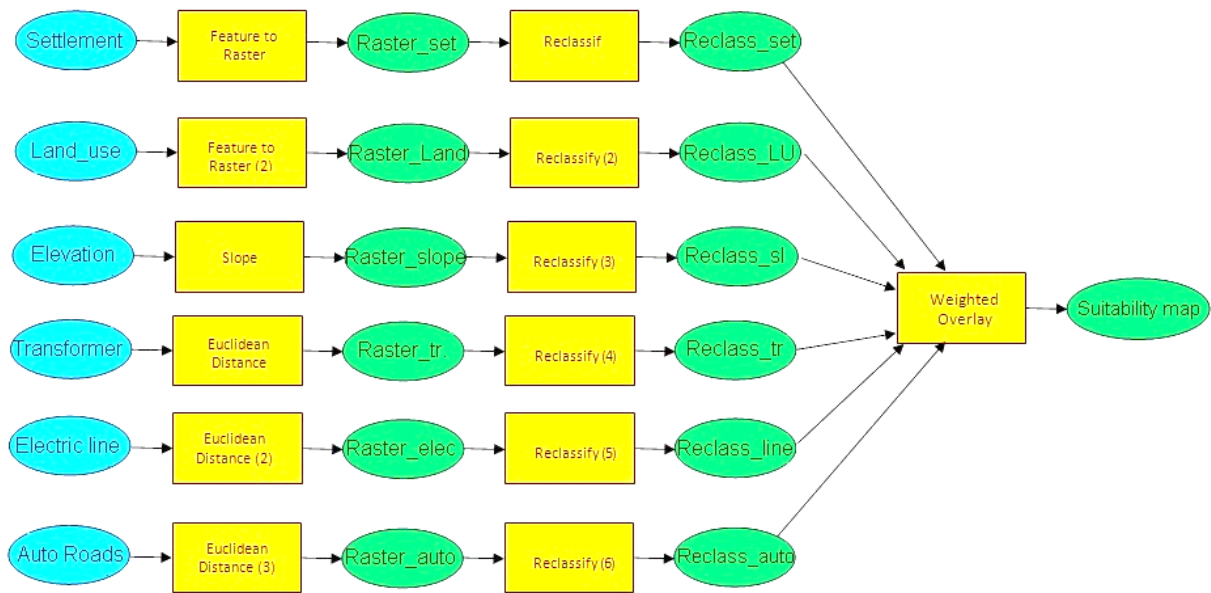 Settlement
Feature to
Raster
Raster_set
Reclassif
Reclass_set
Land_use
Feature to
Raster (2)
Raster_Land
Reclassify (2)
Reclass_LU
Elevation
Slope
Raster_slope
Reclassify (3)
Reclass_sl
Weighted
Overlay
Suitability map
Transformer
Euclidean
Distance
Raster_tr.
Reclassify (4)
Reclass_tr
Electric line
Euclidean
Distance (2)
Raster_elec
Reclassify (5)
Reclass_line
Auto Roads
Euclidean
Distance (3)
Raster_auto
Reclassify (6)
Reclass_auto